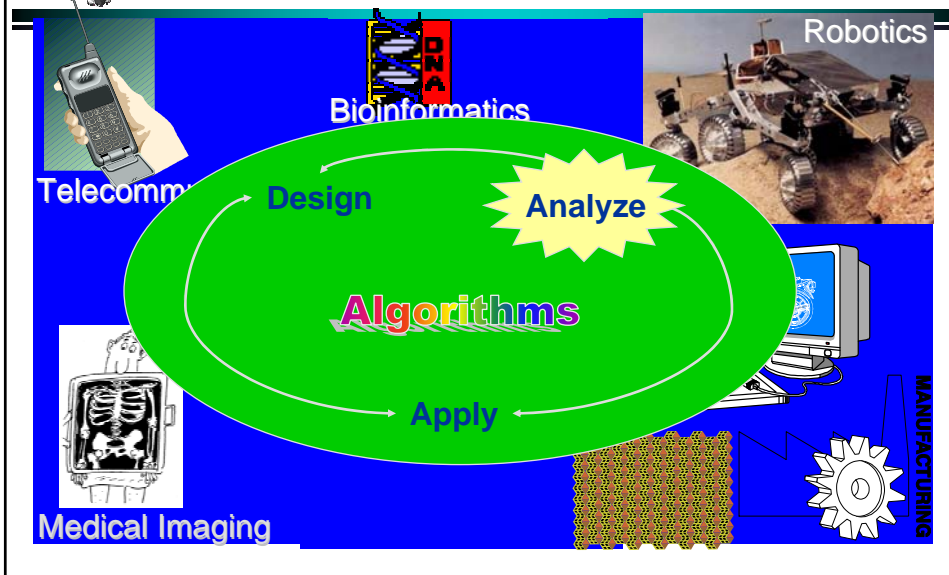 Robotics
DNA
Bioinformatics
Telecomm
Design
Analyze
Algorithms
Apply
MANUFACTURING
Medical Imaging